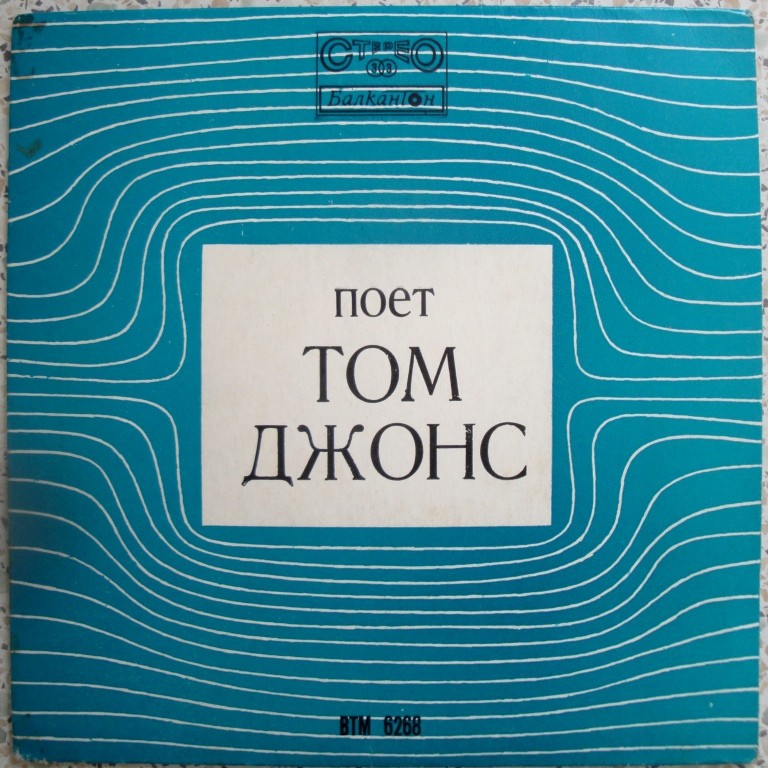 СТЕРЕО
33
БалканТон
поет
ТОМ
ДЖОНС
ВТМ 6268